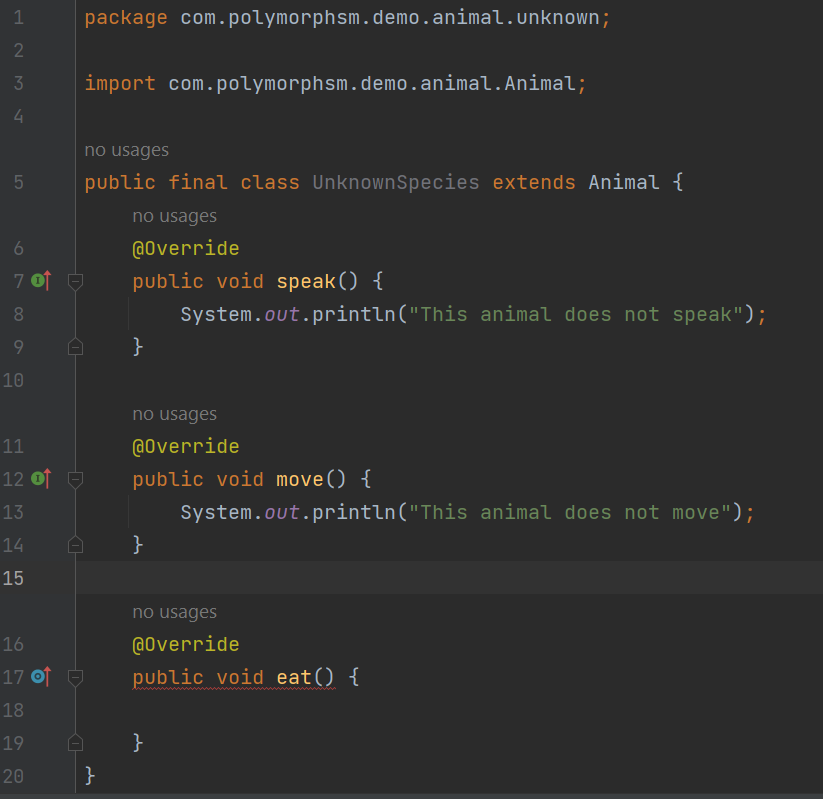 1 package com.polymorphsm.demo.animal.unknown;
2
3 import com.polymorphsm.demo.animal.Animal;
4
no usages
5 public final class UnknownSpecies extends Animal {
no usages
6 @Override
7 public void speak() {
8 System.out.println("This animal does not speak");
9 }
10
no usages
11 @Override
12 public void move() {
13 System.out.println("This animal does not move");
14 }
15
no usages
16 @Override
17 public void eat() {
18
19 }
20 }